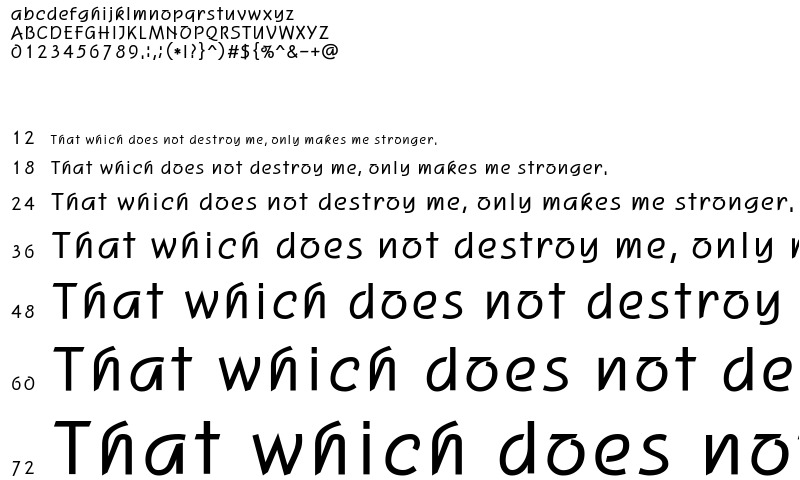 abcdefghijklmnopqrstuvwxyz
ABCDEFGHIJKLMNOPQRSTUVWXYZ
0123456789.:,;(*!?}^)#${%^&-+@
12 That which does not destroy me, only makes me stronger.
18 That which does not destroy me, only makes me stronger.
24 That which does not destroy me, only makes me stronger.
36 That which does not destroy me, only m
48 That which does not destroy
60 That which does not de
72 That which does no